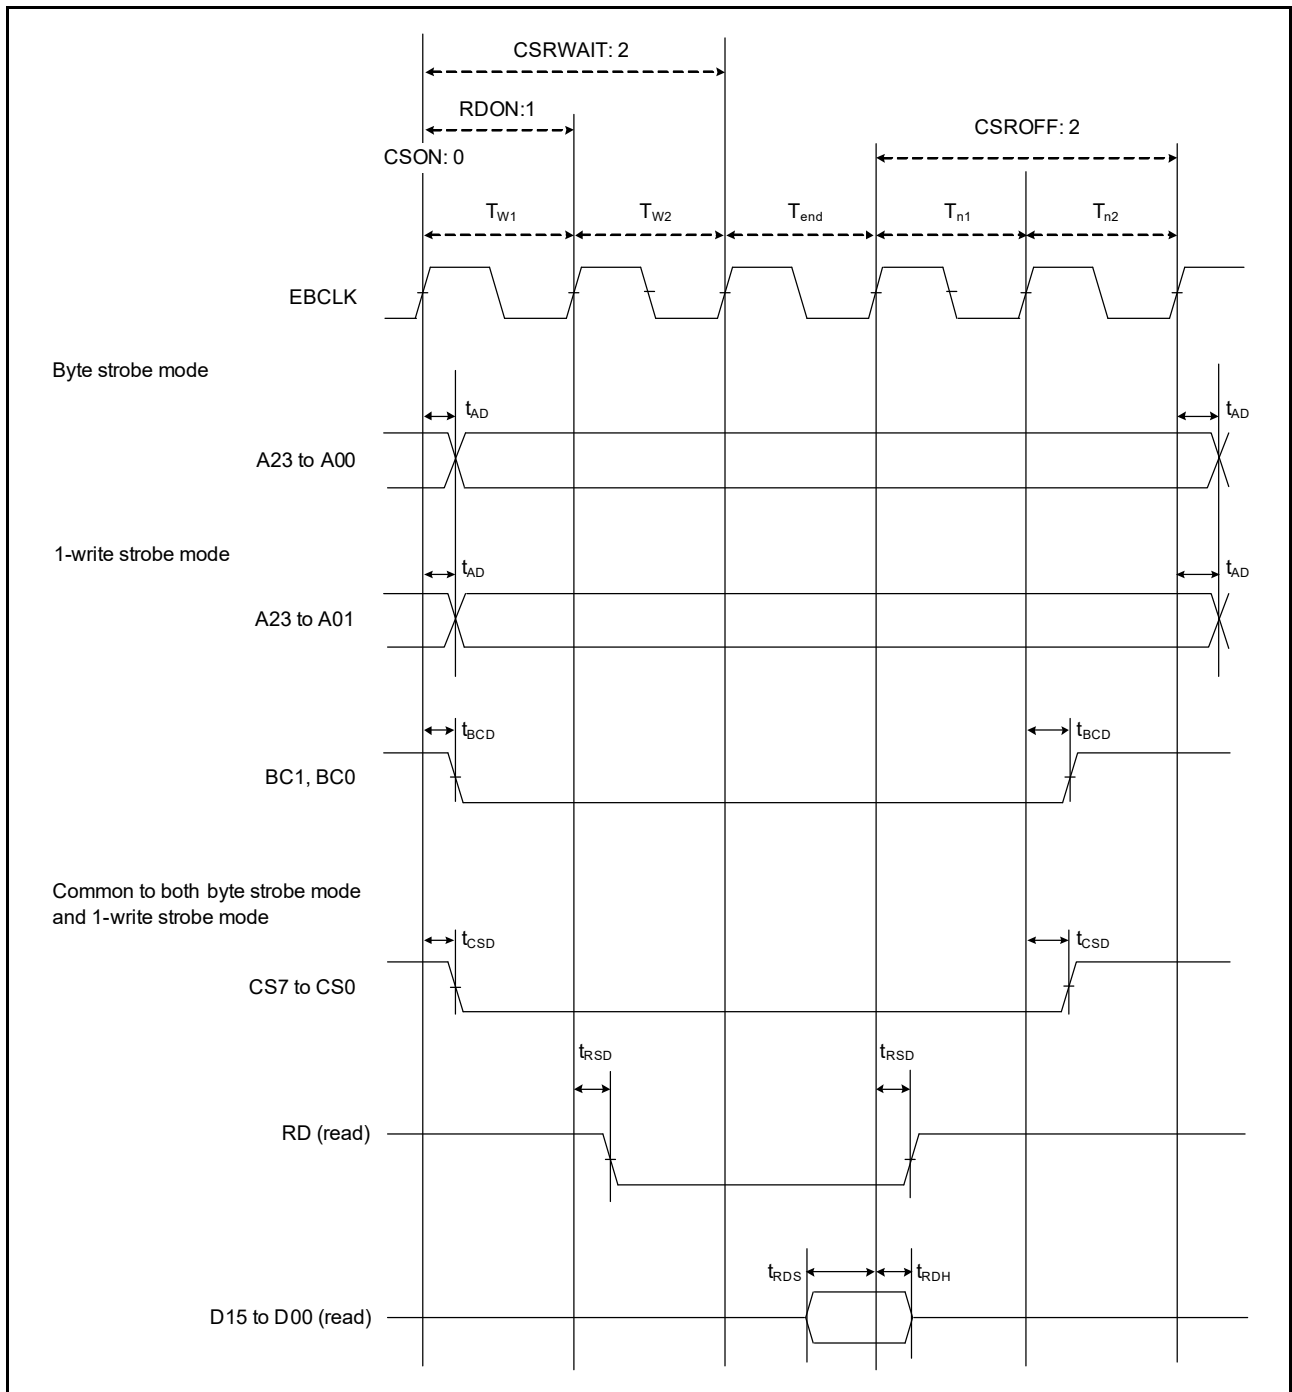 CSRWAIT: 2
RDON:1
CSROFF: 2
CSON: 0
TW1
TW2
Tend
Tn1
Tn2
EBCLK
Byte strobe mode
tAD
tAD
A23 to A00
1-write strobe mode
tAD
tAD
A23 to A01
tBCD
tBCD
BC1, BC0
Common to both byte strobe mode
and 1-write strobe mode
tCSD
tCSD
CS7 to CS0
tRSD
tRSD
RD (read)
tRDS
tRDH
D15 to D00 (read)